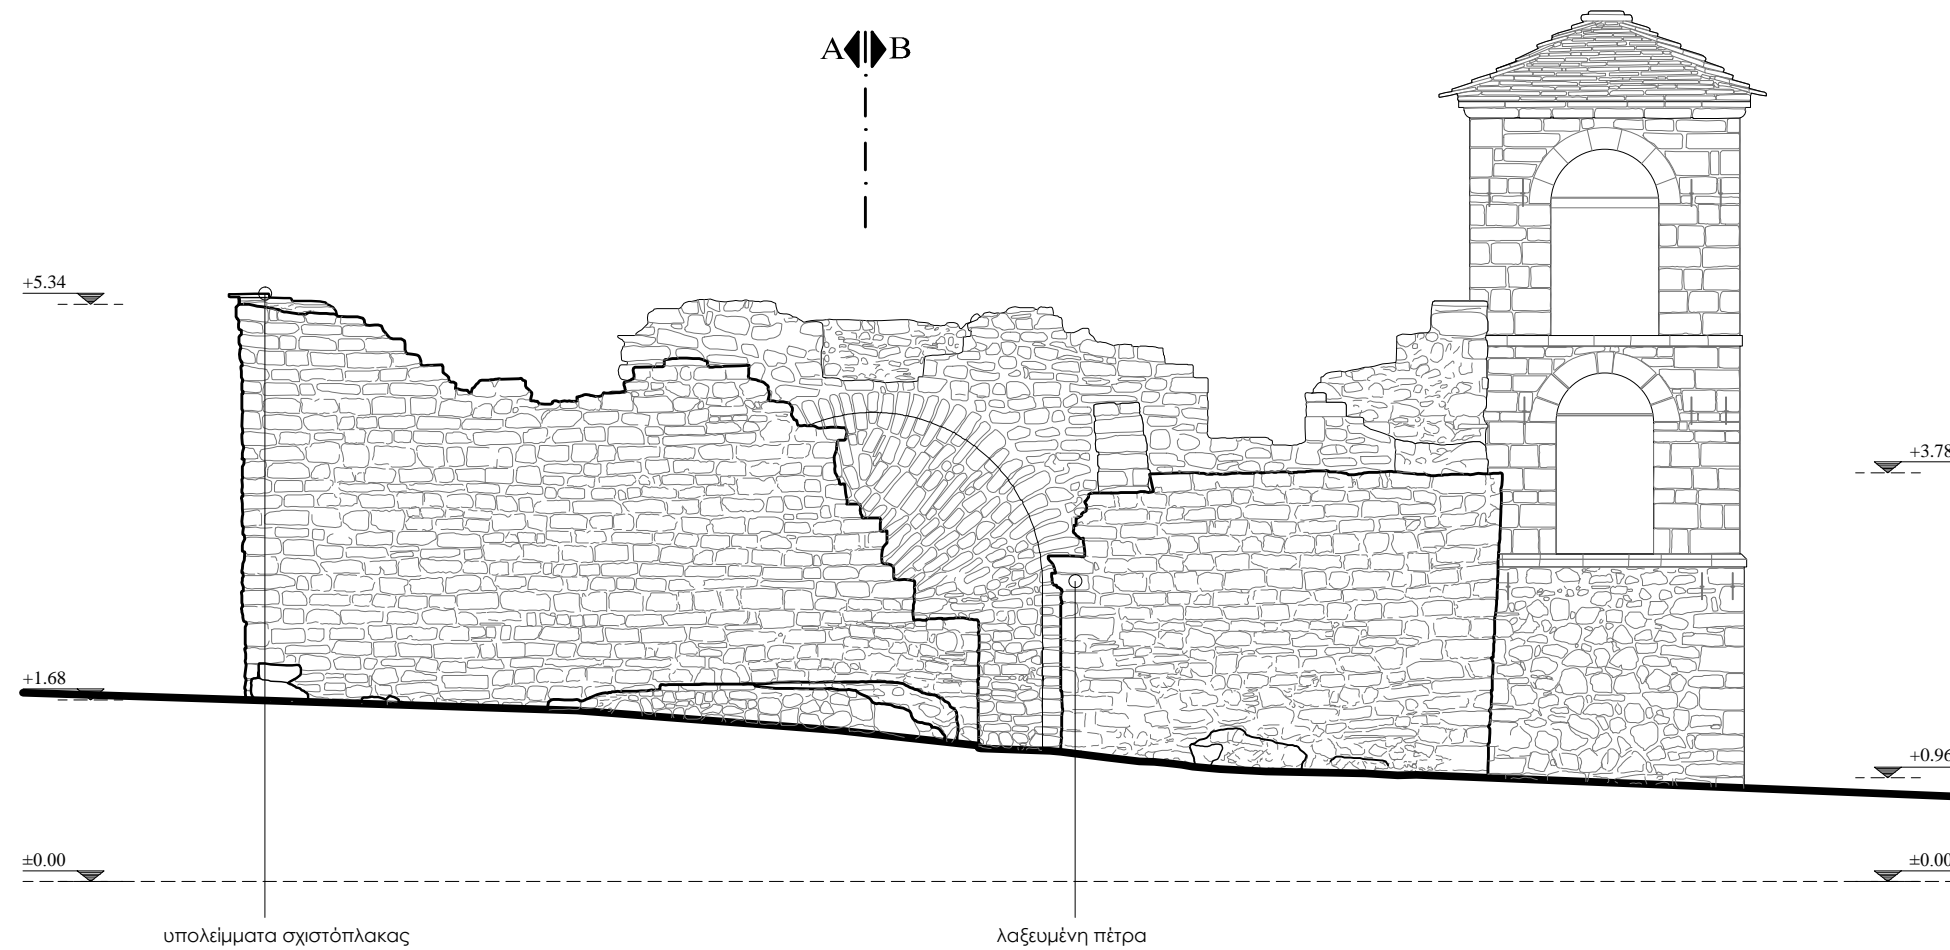 A B
+5.34
+3.78
+1.68
+0.96
±0.00
±0.00
υπολείμματα σχιστόπλακας
λαξευμένη πέτρα